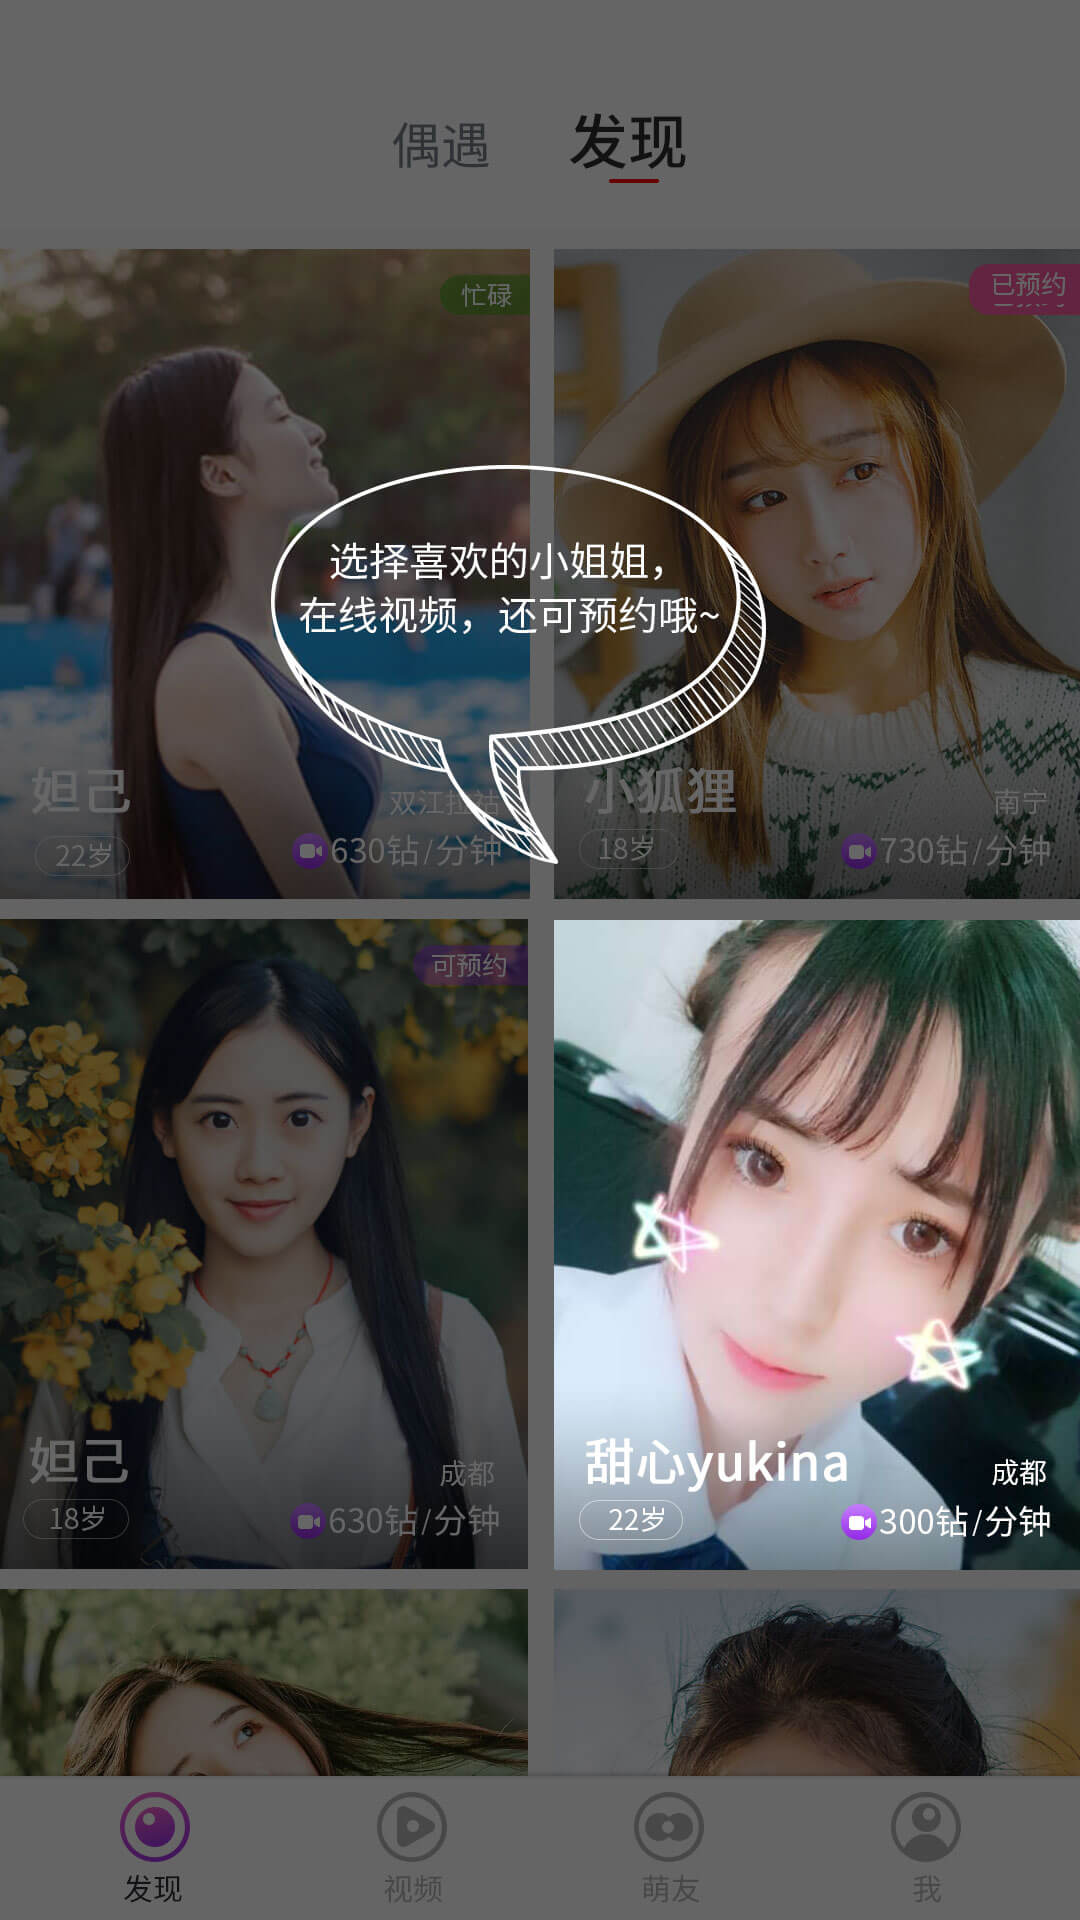 偶遇
发现
忙碌
已预约
选择喜欢的小姐姐，
在线视频，还可预约哦~
妲己
双江拉祜
22岁
630钻/分钟
小狐狸
南宁
18岁
730钻/分钟
可预约
妲己
成都
18岁
630钻/分钟
甜心yukina
成都
22岁
300钻/分钟
发现
视频
萌友
我